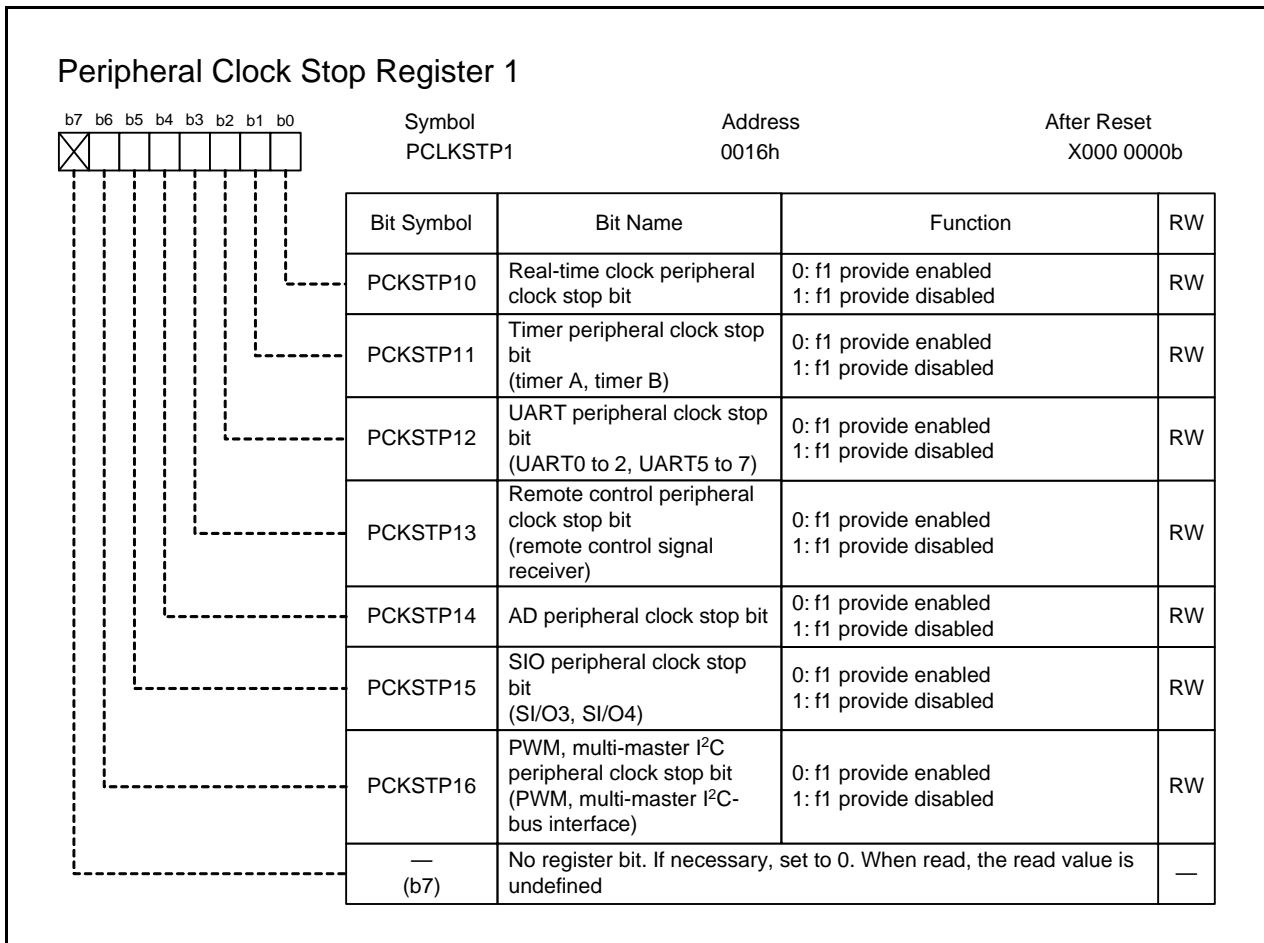 Peripheral Clock Stop Register 1
b7 b6 b5 b4 b3 b2 b1 b0
Symbol Address After Reset
PCLKSTP1 0016h X000 0000b
Bit Symbol Bit Name Function RW
PCKSTP10 Real-time clock peripheral clock stop bit 0: f1 provide enabled
1: f1 provide disabled RW
PCKSTP11 Timer peripheral clock stop
bit
(timer A, timer B) 0: f1 provide enabled
1: f1 provide disabled RW
PCKSTP12 UART peripheral clock stop
bit
(UART0 to 2, UART5 to 7) 0: f1 provide enabled
1: f1 provide disabled RW
PCKSTP13 Remote control peripheral
clock stop bit
(remote control signal
receiver) 0: f1 provide enabled
1: f1 provide disabled RW
PCKSTP14 AD peripheral clock stop bit 0: f1 provide enabled
1: f1 provide disabled RW
PCKSTP15 SIO peripheral clock stop
bit
(SI/O3, SI/O4) 0: f1 provide enabled
1: f1 provide disabled RW
PCKSTP16 PWM, multi-master I²C
peripheral clock stop bit
(PWM, multi-master I²C-
bus interface) 0: f1 provide enabled
1: f1 provide disabled RW
—
(b7) No register bit. If necessary, set to 0. When read, the read value is
undefined —